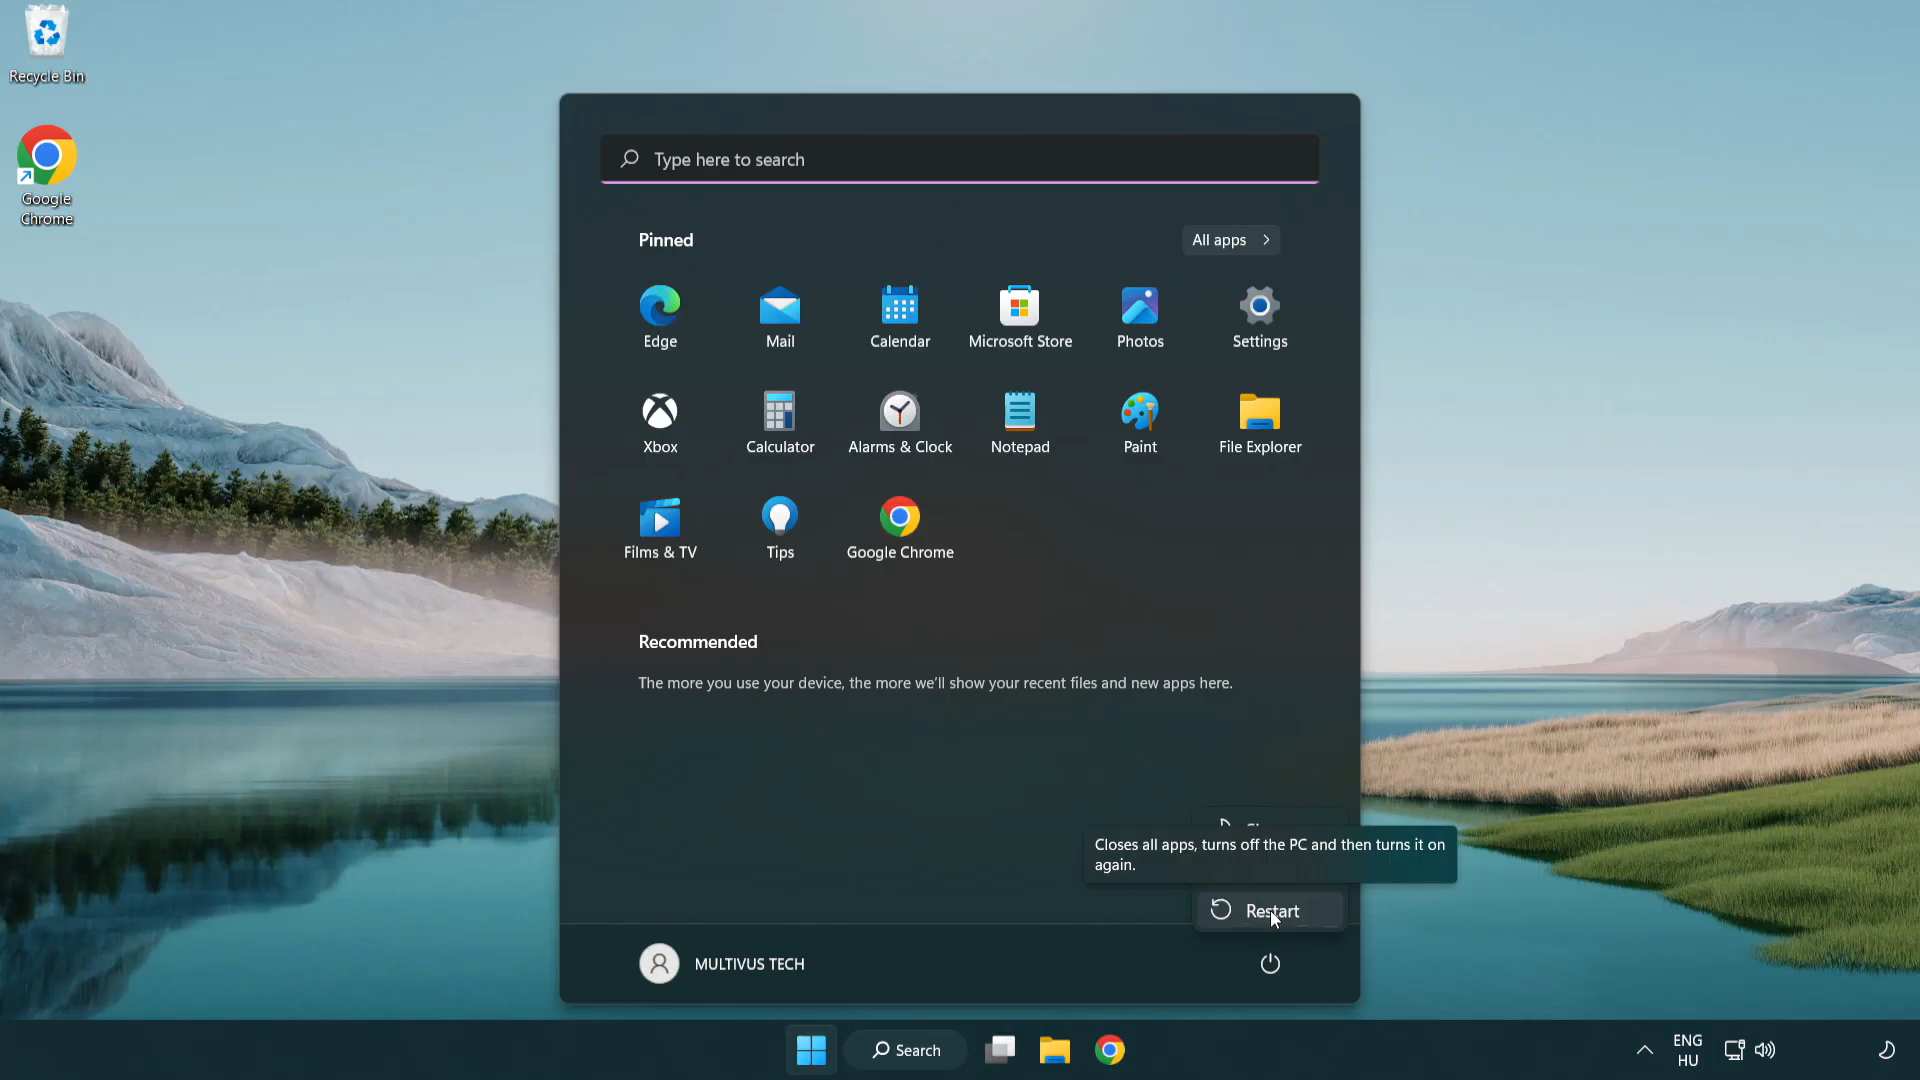 Recycle Bin
Google
Chrome
Type here to search
Pinned
All apps
Edge
Mail
Calendar
Microsoft Store
Photos
Settings
Xbox
Calculator
Alarms & Clock
Notepad
Paint
File Explorer
Films & TV
Tips
Google Chrome
Recommended
The more you use your device, the more we'll show your recent files and new apps here.
Closes all apps, turns off the PC and then turns it on
again.
Restart
MULTIVUS TECH
Search
ENG
HU